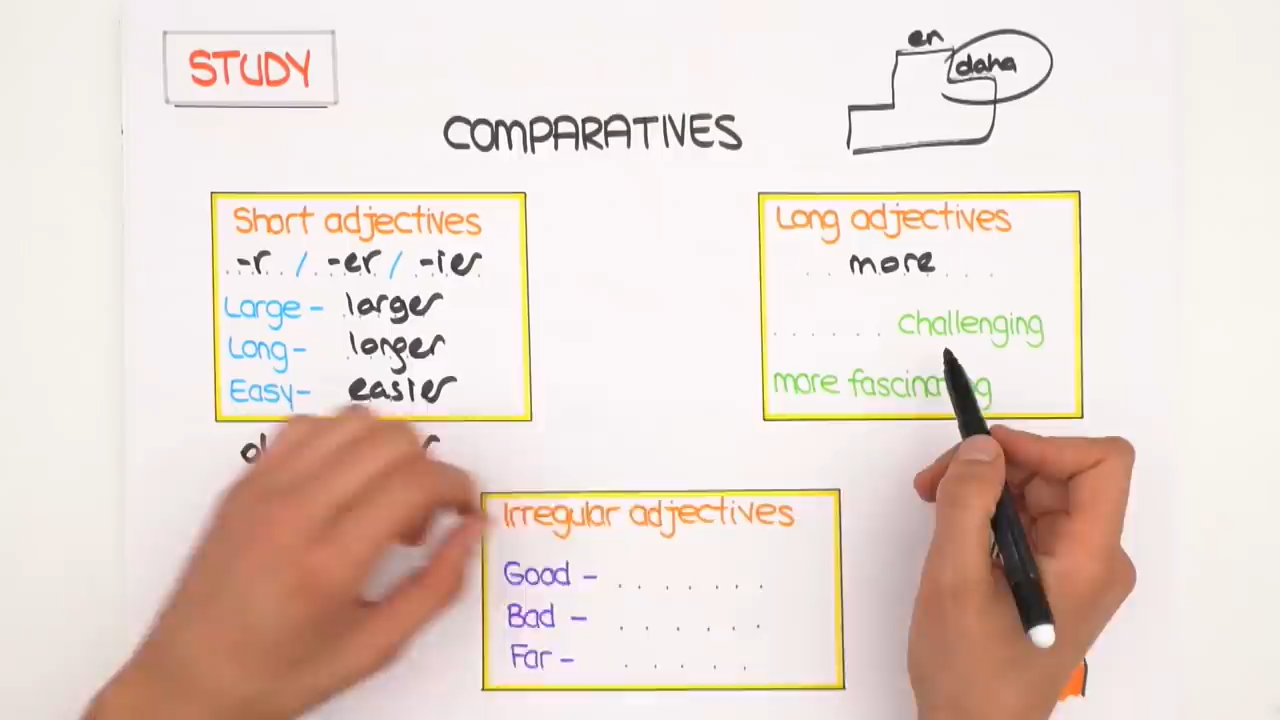 STUDY
en
daha
COMPARATIVES
Short adjectives
-r / -er / -ier
Large - larger
Long- longer
Easy- easier
Long adjectives
more
challenging
more
Irregular adjectives
Good -
Bad -
Far -